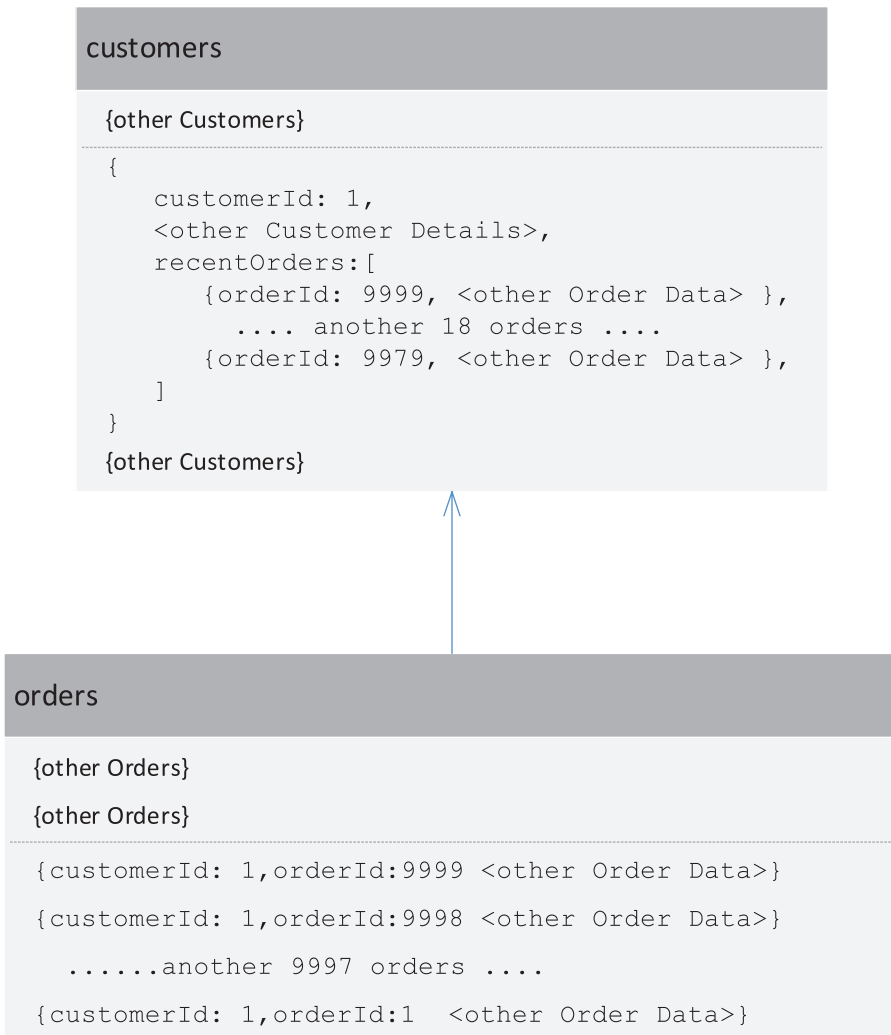 customers
{other Customers}
{
customerId: 1,
<other Customer Details>,
recentOrders:[
{orderId: 9999, <other Order Data> },
.... another 18 orders ....
{orderId: 9979, <other Order Data> },
]
}
{other Customers}
orders
{other Orders}
{other Orders}
{customerId: 1,orderId:9999 <other Order Data>}
{customerId: 1,orderId:9998 <other Order Data>}
......another 9997 orders ....
{customerId: 1,orderId:1  <other Order Data>}